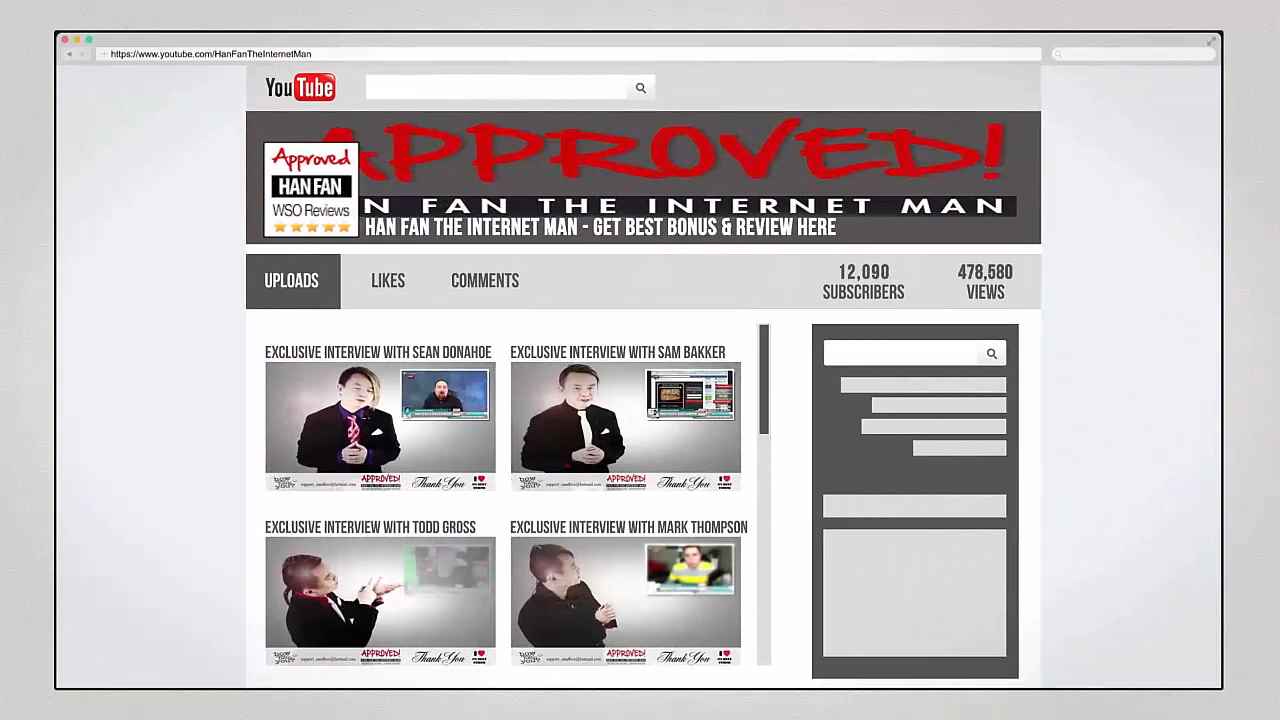 https://www.youtube.com/HanFanTheInternetMan
YouTube
APPROVED!
Approved
HAN FAN
WSO Reviews
N FAN THE INTERNET MAN
HAN FAN THE INTERNET MAN - GET BEST BONUS & REVIEW HERE
UPLOADS LIKES COMMENTS
12,090 478,580
SUBSCRIBERS VIEWS
EXCLUSIVE INTERVIEW WITH SEAN DONAHOE
EXCLUSIVE INTERVIEW WITH SAM BAKKER
APPROVED! Thank You
APPROVED! Thank You
EXCLUSIVE INTERVIEW WITH TODD GROSS
EXCLUSIVE INTERVIEW WITH MARK THOMPSON
APPROVED! Thank You
APPROVED! Thank You